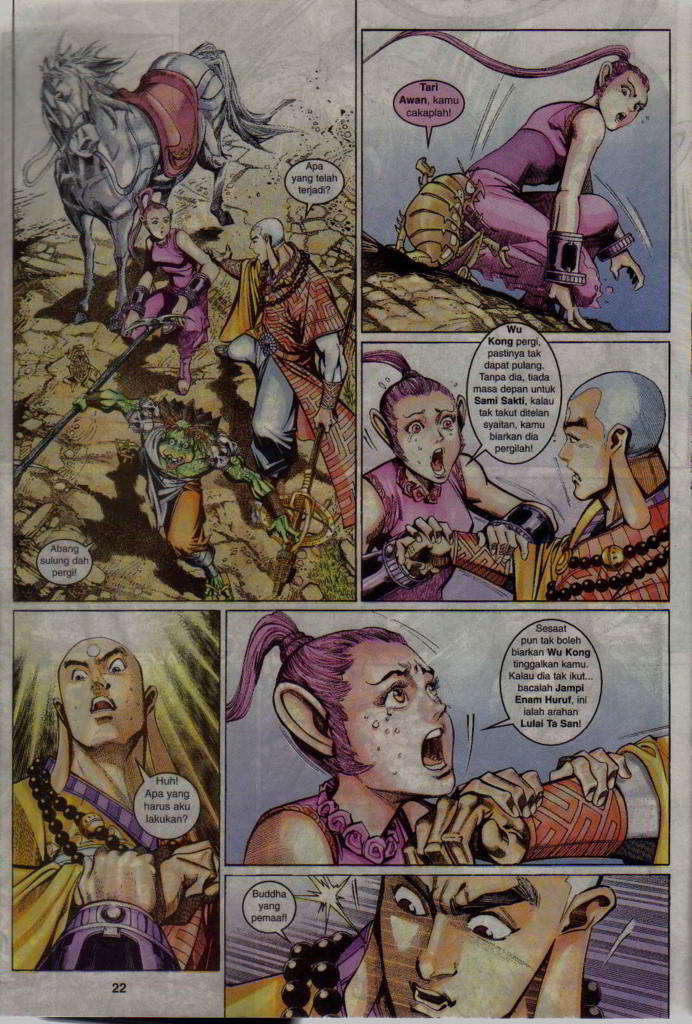 Apa
yang telah
terjadi?
Abang
sulung dah
pergi!
Tari
Awan, kamu
cakaplah!
Wu
Kong pergi,
pastinya tak
dapat pulang.
Tanpa dia, tiada
masa depan untuk
Sami Sakti, kalau
tak takut ditelan
syaitan, kamu
biarkan dia
pergilah!
Huh!
Apa yang
harus aku
lakukan?
Sesaat
pun tak boleh
biarkan Wu Kong
tinggalkan kamu.
Kalau dia tak ikut...
bacalah Jampi
Enam Huruf, ini
ialah arahan
Lulai Ta San!
Buddha
yang
pemaaf!
22